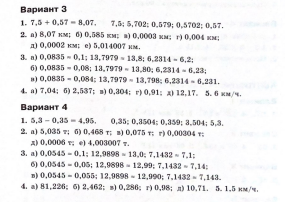 Вариант 3
1. 7,5 + 0,57 = 8,07. 7,5; 5,702; 0,579; 0,5702; 0,57.
2. а) 8,07 км; б) 0,585 км; в) 0,0003 км; г) 0,004 км;
д) 0,0002 км; е) 5,014007 км.
3. а) 0,0835 ≈ 0,1; 13,7979 ≈ 13,8; 6,2314 ≈ 6,2;
б) 0,0835 ≈ 0,08; 13,7979 ≈ 13,80; 6,2314 ≈ 6,23;
в) 0,0835 ≈ 0,084; 13,7979 ≈ 13,798; 6,2314 ≈ 6,231.
4. а) 7,04; б) 2,537; в) 0,304; г) 0,91; д) 12,17. 5. 6 км/ч.
Вариант 4
1. 5,3 − 0,35 = 4,95. 0,35; 0,3504; 0,359; 3,504; 5,3.
2. а) 5,035 т; б) 0,468 т; в) 0,075 т; г) 0,00304 т;
д) 0,0006 т; е) 4,003007 т.
3. а) 0,0545 ≈ 0,1; 12,9898 ≈ 13,0; 7,1432 ≈ 7,1;
б) 0,0545 ≈ 0,05; 12,9898 ≈ 12,99; 7,1432 ≈ 7,14;
в) 0,0545 ≈ 0,055; 12,9898 ≈ 12,990; 7,1432 ≈ 7,143.
4. а) 81,226; б) 2,462; в) 0,286; г) 0,98; д) 10,71. 5. 1,5 км/ч.